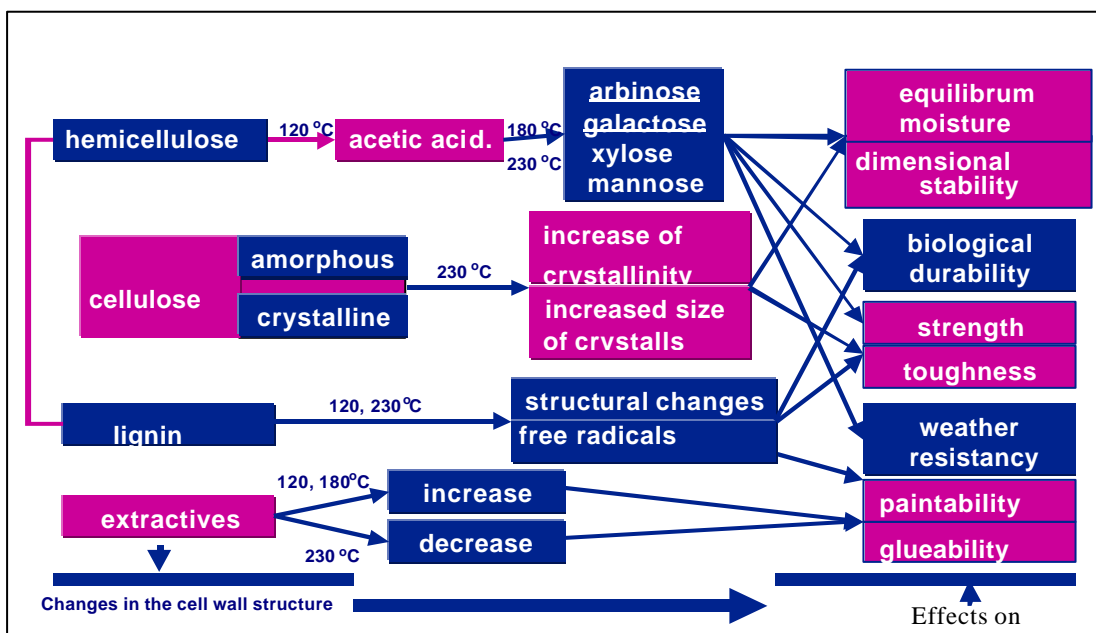 hemicellulose
120 °C
acetic acid.
180 °C
230 °C
arbinose
galactose
xylose
mannose
equilibrum
moisture
dimensional
stability
cellulose
amorphous
crystalline
230 °C
increase of
crystallinity
increased size
of crystalls
biological
durability
strength
toughness
lignin
120, 230°C
structural changes
free radicals
weather
resistancy
extractives
120, 180°C
230 °C
increase
decrease
paintability
glueability
Changes in the cell wall structure
Effects on